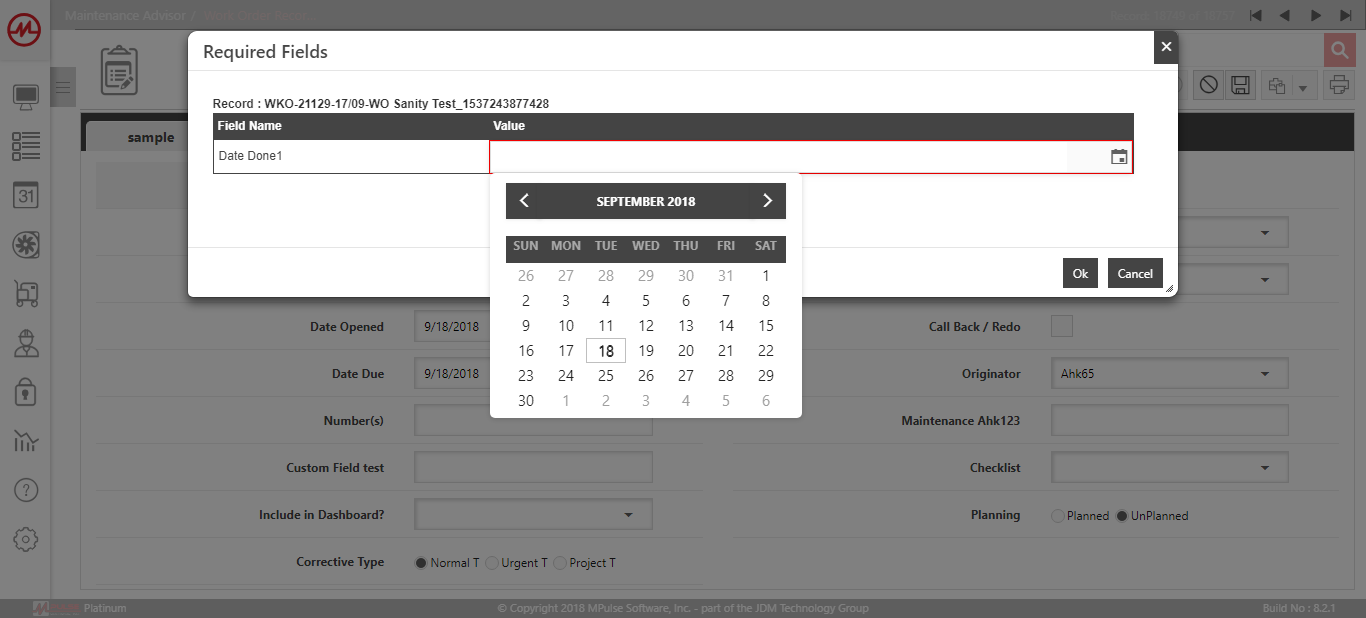 Maintenance Advisor /
Required Fields
Record : WKO-21129-17/09-WO Sanity Test_1537243877428
Field Name Value
Date Done1
sample
31
SEPTEMBER 2018
SUN MON TUE WED THU FRI SAT
26 27 28 29 30 31 1
2 3 4 5 6 7 8
9 10 11 12 13 14 15
16 17 18 19 20 21 22
23 24 25 26 27 28 29
30 1 2 3 4 5 6
Ok Cancel
Date Opened 9/18/2018 Call Back / Redo
Date Due 9/18/2018 Originator Ahk65
Number(s) Maintenance Ahk123
Custom Field test Checklist
Include in Dashboard? Planning Planned UnPlanned
Corrective Type Normal T Urgent T Project T
Platinum © Copyright 2018 MPulse Software, Inc. - part of the JDM Technology Group Build No : 8.2.1